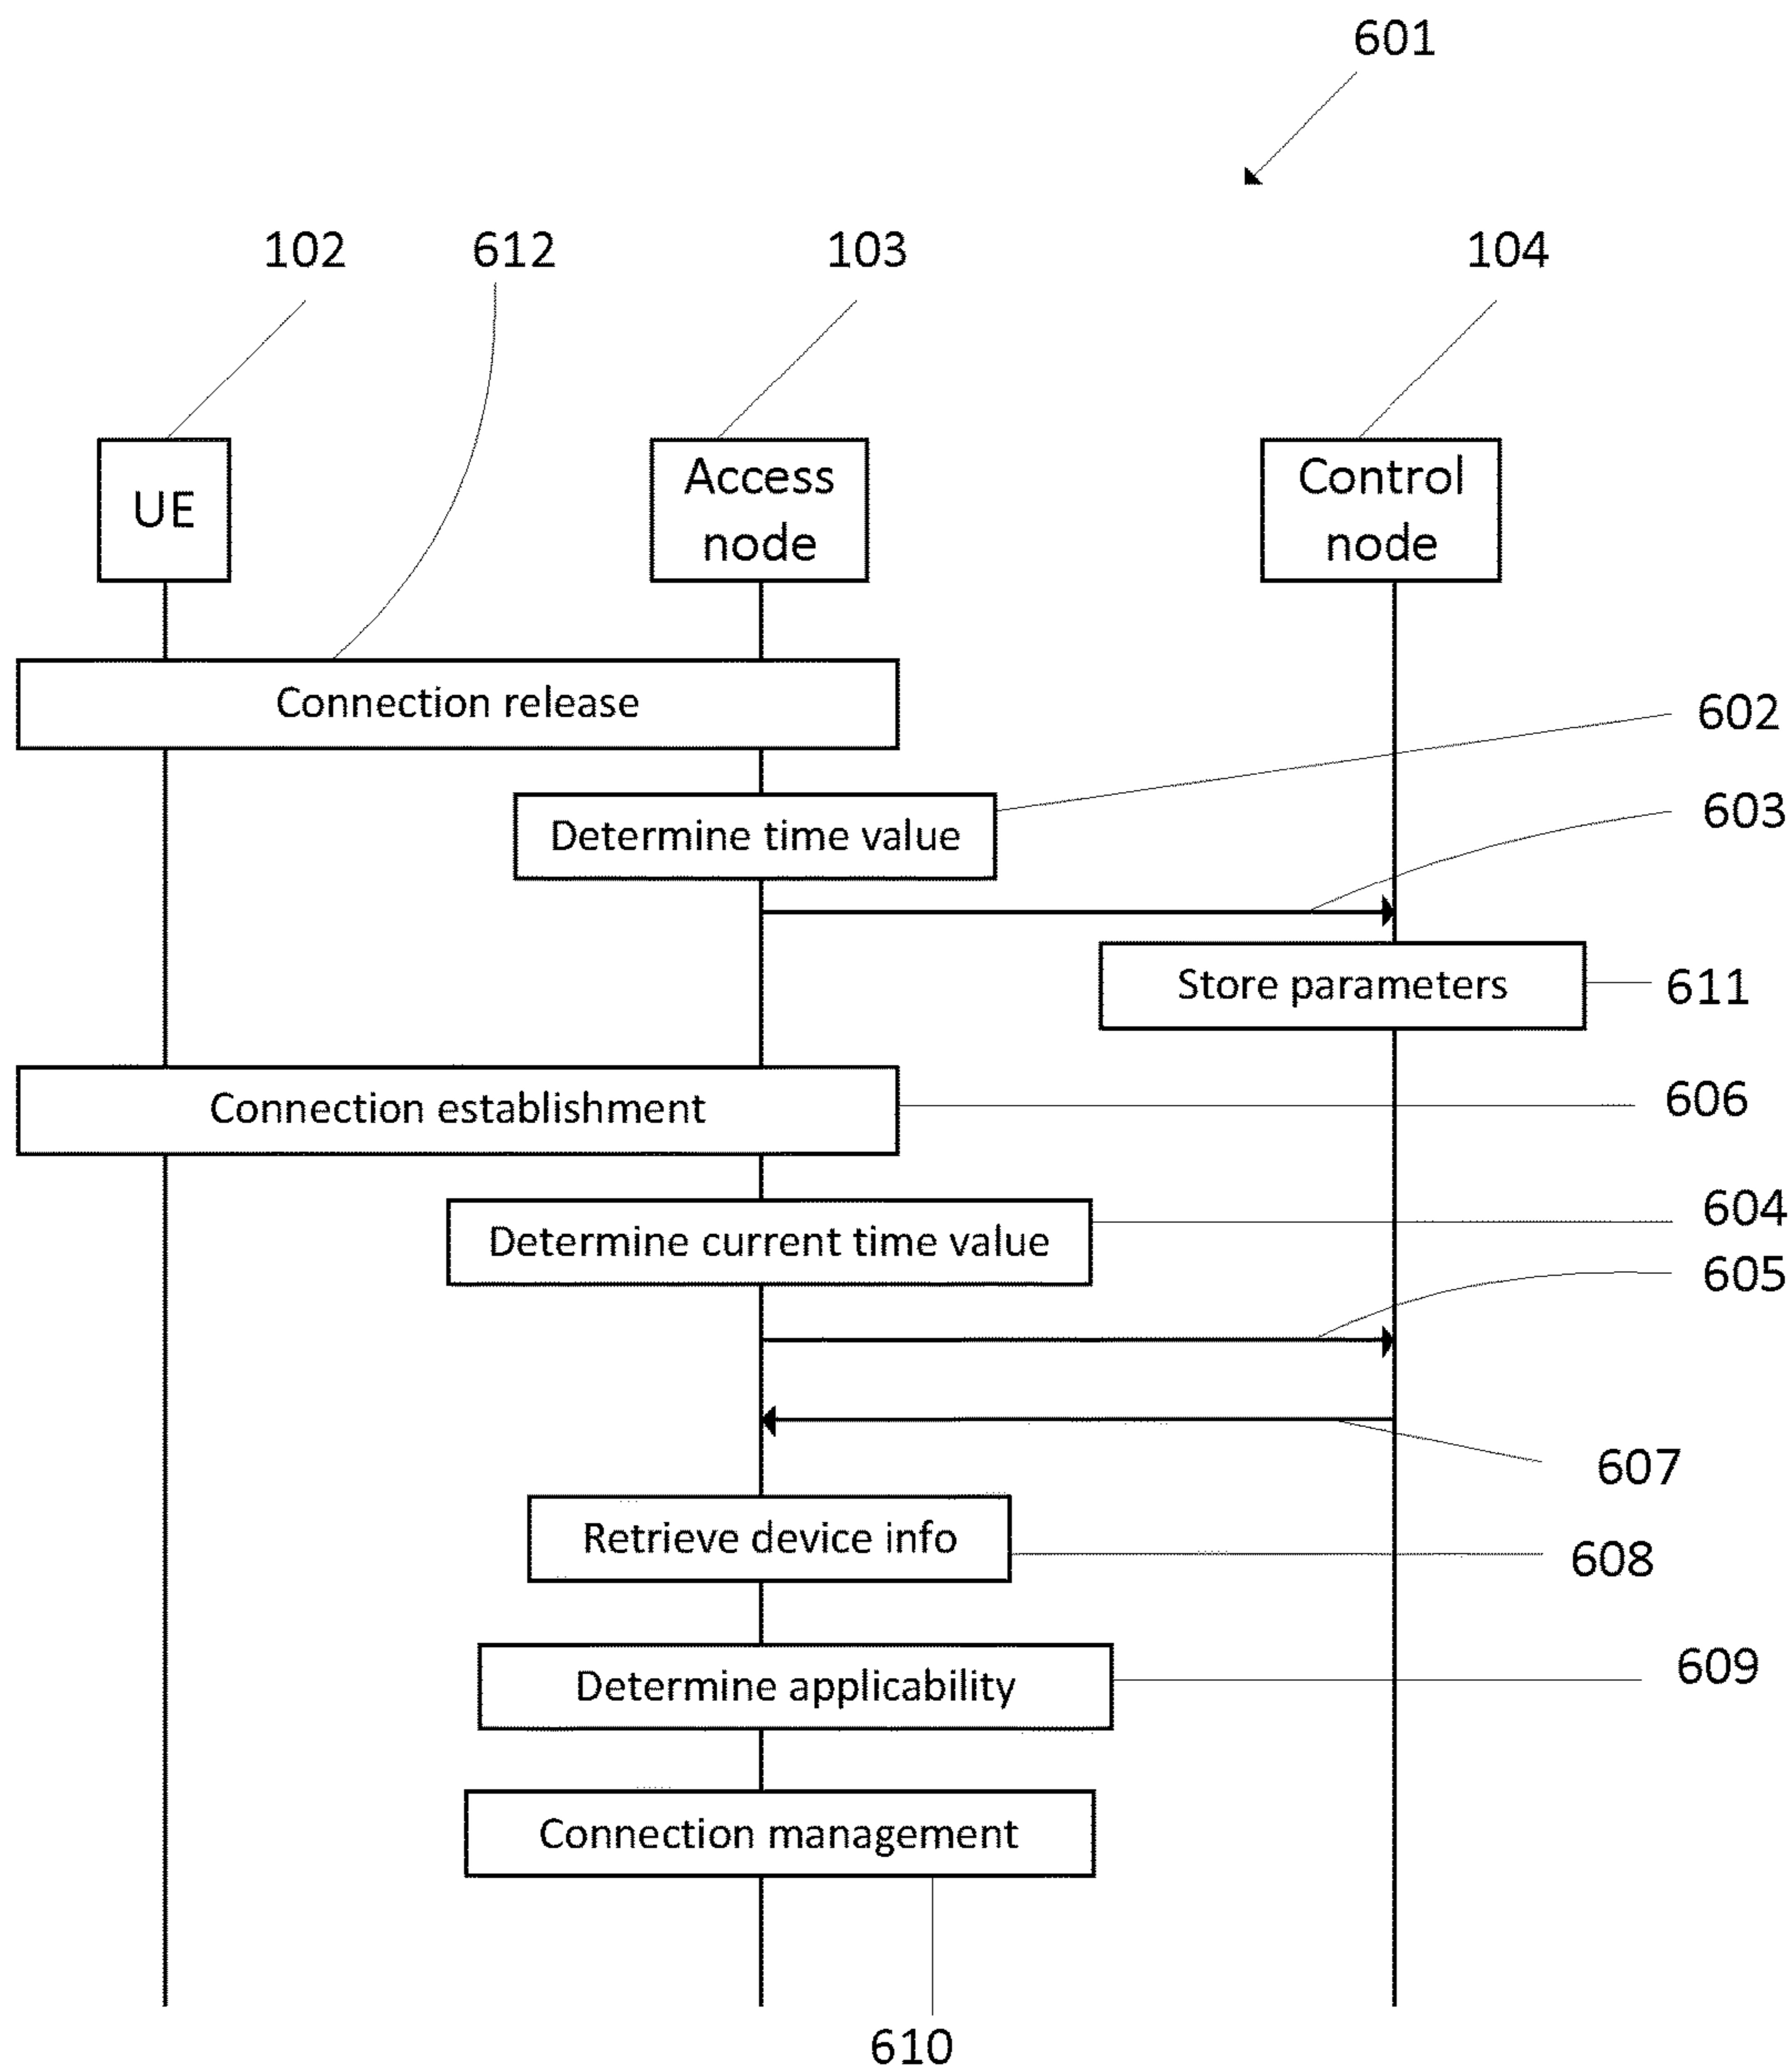 601
102
612
103
104
UE
Access
node
Control
node
Connection release
602
Determine time value
603
Store parameters
611
Connection establishment
606
Determine current time value
604
605
607
Retrieve device info
608
Determine applicability
609
Connection management
610